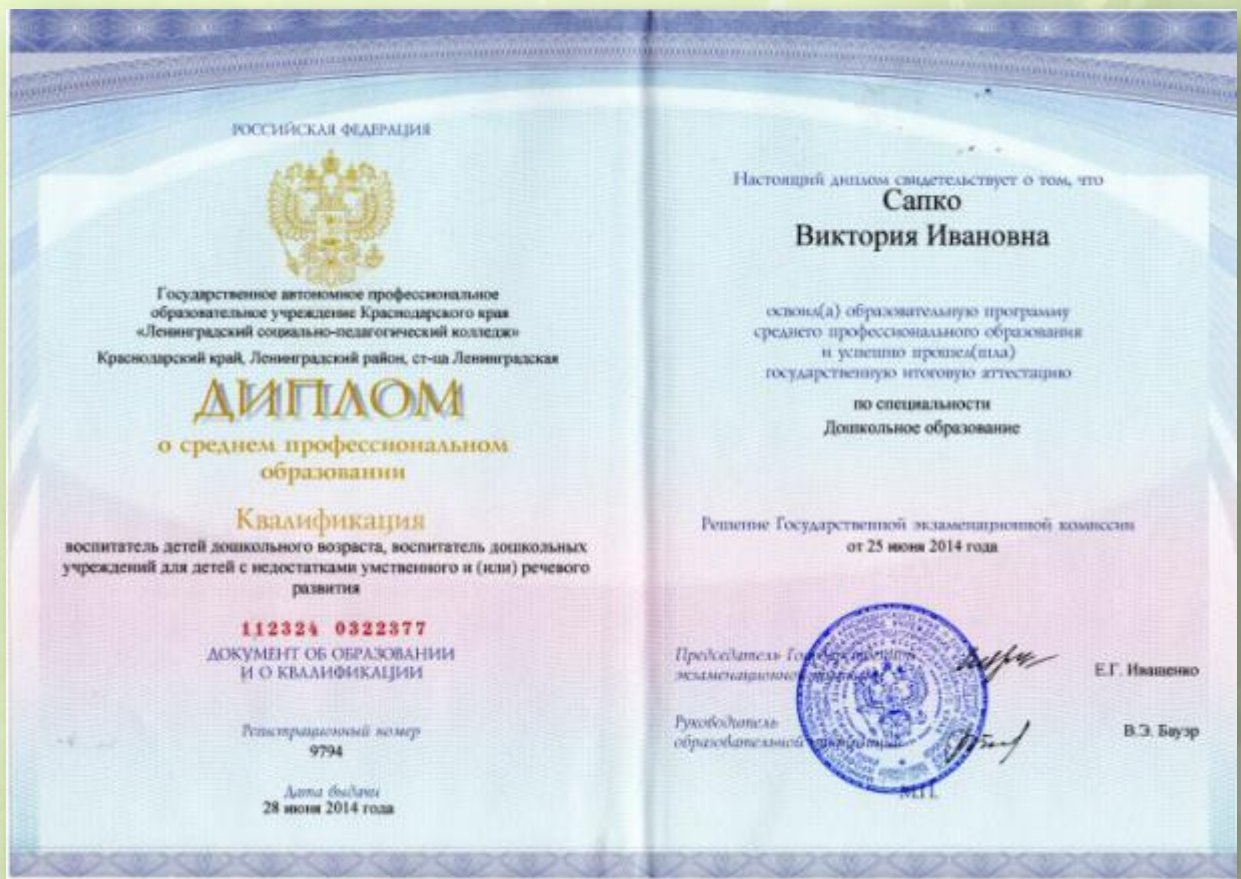 РОССИЙСКАЯ ФЕДЕРАЦИЯ
Государственное автономное профессиональное
образовательное учреждение Краснодарского края
«Ленинградский социально-педагогический колледж»
Краснодарский край, Ленинградский район, ст-ца Ленинградская
ДИПЛОМ
о среднем профессиональном
образовании
Квалификация
воспитатель детей дошкольного возраста, воспитатель дошкольных
учреждений для детей с недостатками умственного и (или) речевого
развития
112324 0322377
ДОКУМЕНТ ОБ ОБРАЗОВАНИИ
И О КВАЛИФИКАЦИИ
Регистрационный номер
9794
Дата выдачи
28 июня 2014 года
Настоящий диплом свидетельствует о том, что
Сапко
Виктория Ивановна
освоил(а) образовательную программу
среднего профессионального образования
и успешно прошел(шла)
государственную итоговую аттестацию
по специальности
Дошкольное образование
Решение Государственной экзаменационной комиссии
от 25 июня 2014 года
Председатель Государственной
экзаменационной
Е.Г. Иващенко
Руководитель
образовательной
В.Э. Бауэр
М.П.